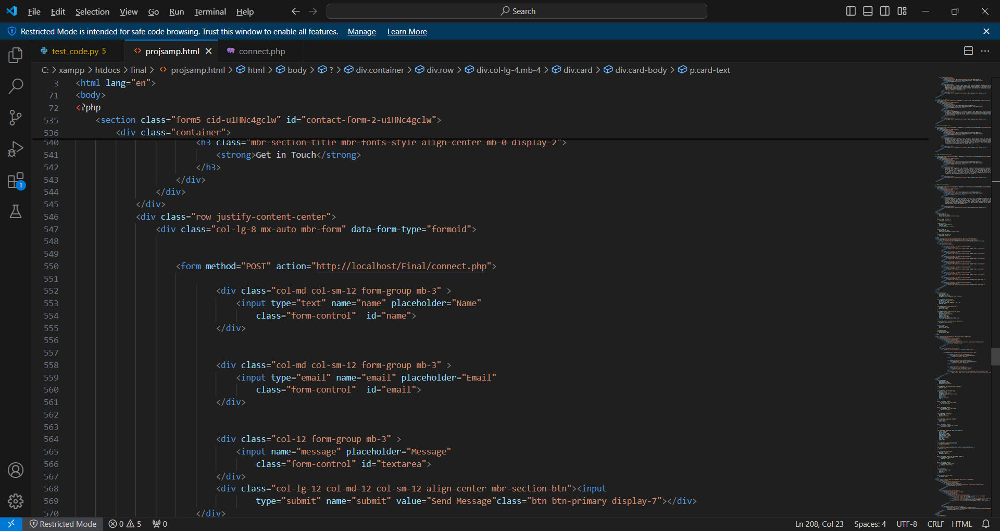 File Edit Selection View Go Run Terminal Help Search
Restricted Mode is intended for safe code browsing. Trust this window to enable all features. Manage Learn More
test_code.py 5 projsamp.html connect.php
C: > xampp > htdocs > final > projsamp.html > html > body > ? > div.container > div.row > div.col-lg-4.mb-4 > div.card > div.card-body > p.card-text
3 <html lang="en">
71 <body>
72 <?php
535 <section class="form5 cid-u1HNc4gclw" id="contact-form-2-u1HNc4gclw">
536 <div class="container">
540 <h3 class="mbr-section-title mbr-fonts-style align-center mb-0 display-2">
541 <strong>Get in Touch</strong>
542 </h3>
543 </div>
544 </div>
545 </div>
546 <div class="row justify-content-center">
547 <div class="col-lg-8 mx-auto mbr-form" data-form-type="formoid">
548
549
550 <form method="POST" action="http://localhost/Final/connect.php">
551
552 <div class="col-md col-sm-12 form-group mb-3" >
553 <input type="text" name="name" placeholder="Name"
554 class="form-control"  id="name">
555 </div>
556
557
558 <div class="col-md col-sm-12 form-group mb-3" >
559 <input type="email" name="email" placeholder="Email"
560 class="form-control"  id="email">
561 </div>
562
563
564 <div class="col-12 form-group mb-3" >
565 <input name="message" placeholder="Message"
566 class="form-control" id="textarea">
567 </div>
568 <div class="col-lg-12 col-md-12 col-sm-12 align-center mbr-section-btn"><input
569 type="submit" name="submit" value="Send Message"class="btn btn-primary display-7"></div>
570 </div>
1
Restricted Mode 0 5 0 Ln 208, Col 23 Spaces: 4 UTF-8 CRLF HTML